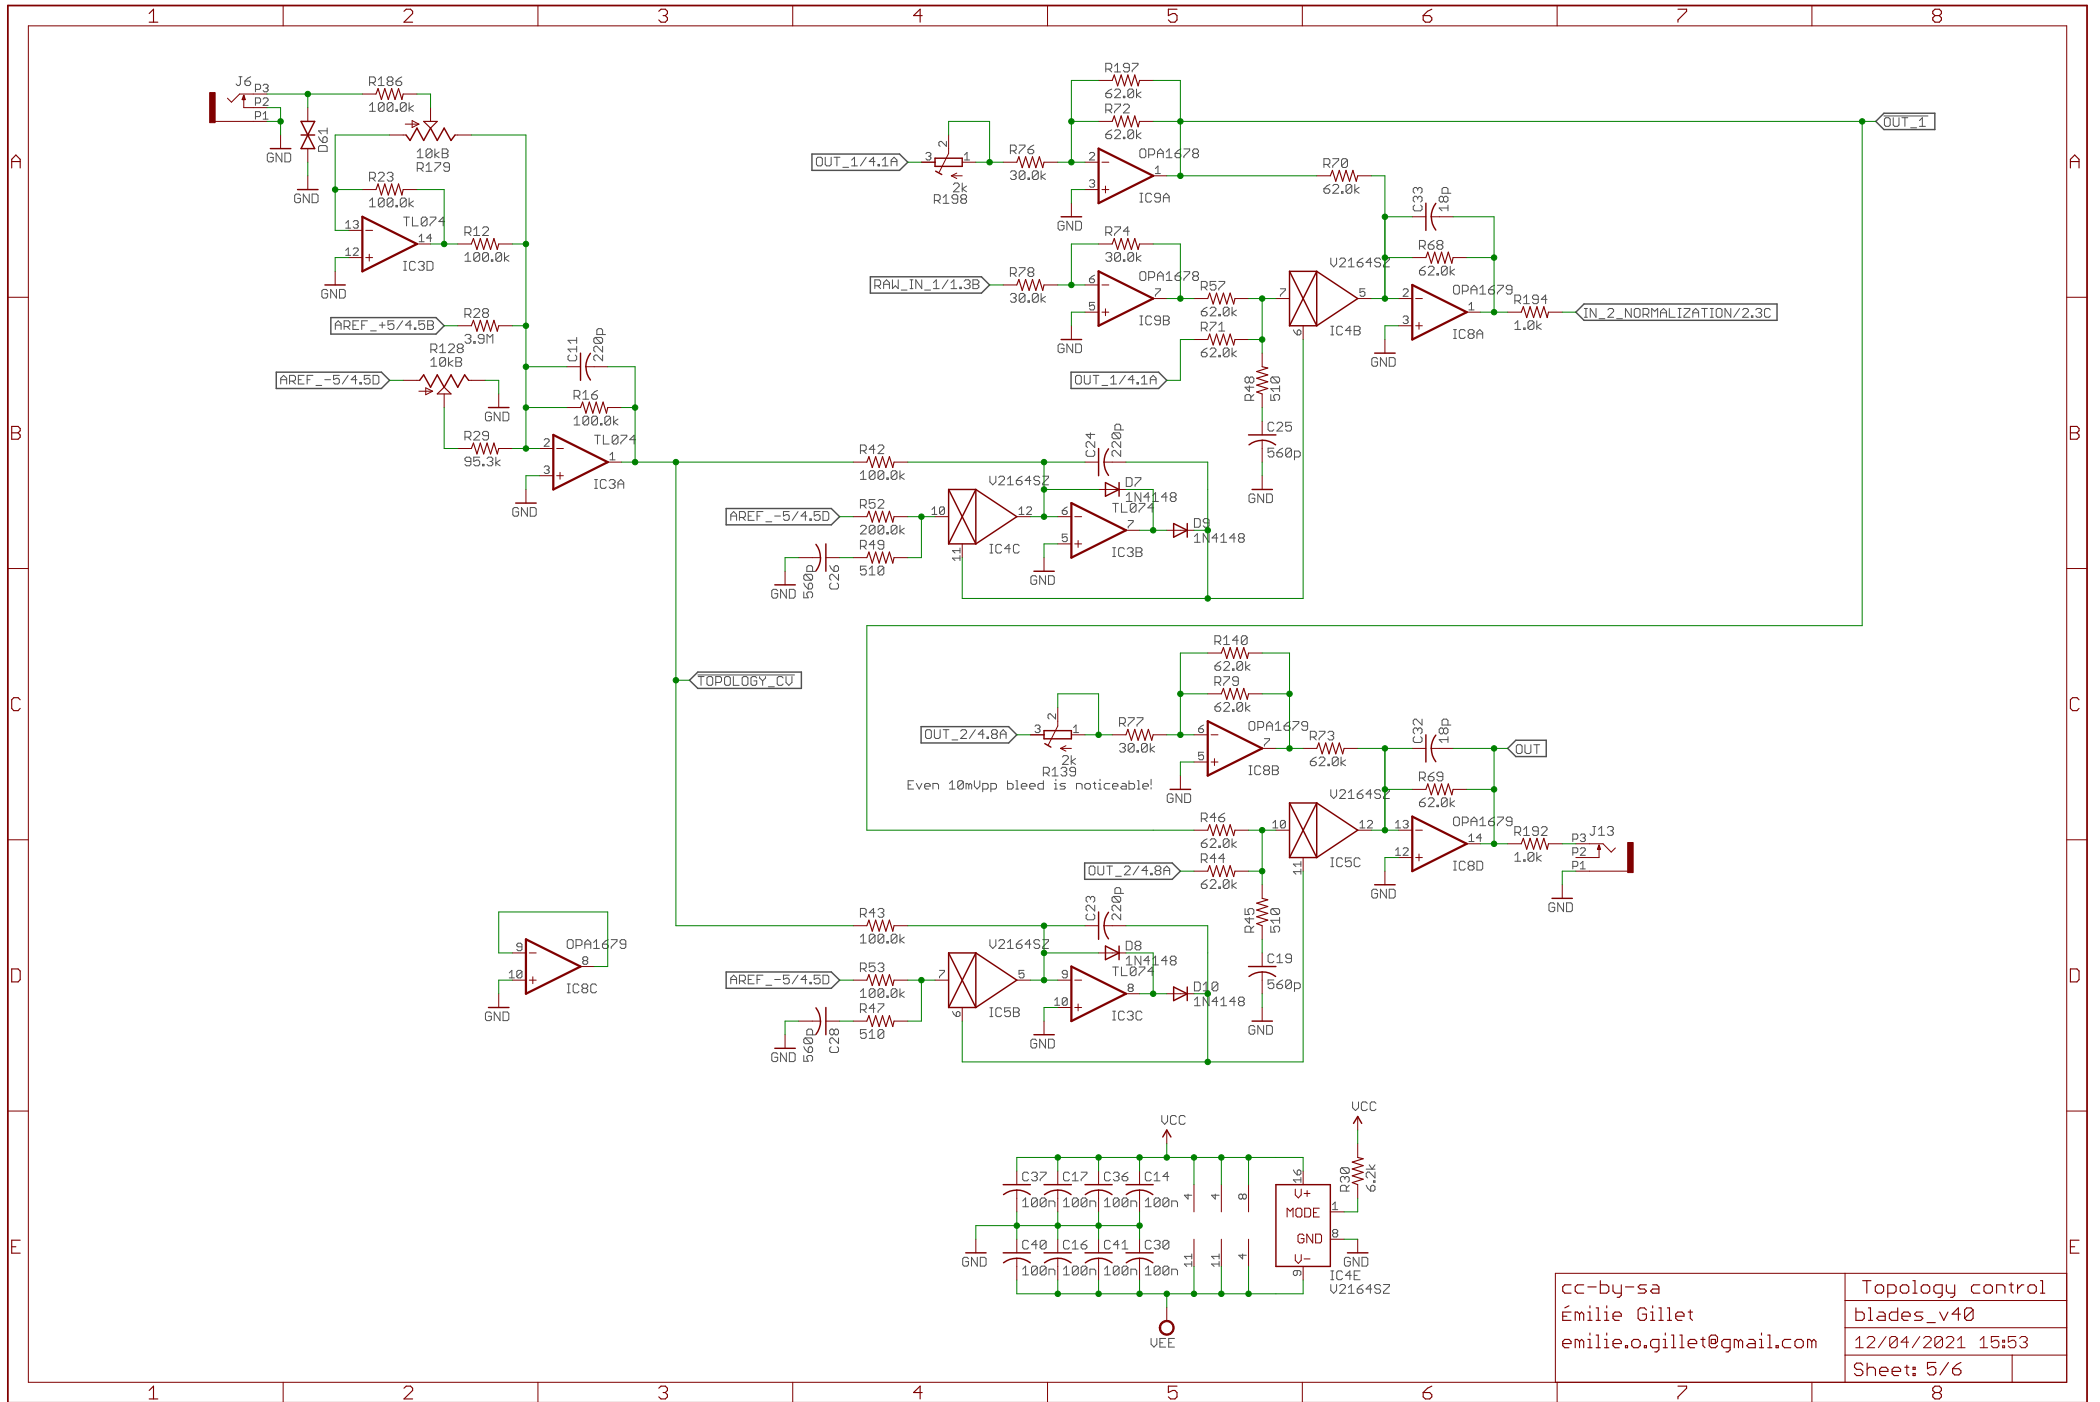 1 2 3 4 5 6 7 8
A
B
C
D
E
A
B
C
D
E
J6
P3
P2
P1
GND
D61
GND
R186
100.0k
10kB
R179
R23
100.0k
TL074
13
12
14
IC3D
GND
R12
100.0k
AREF_+5/4.5B
R28
3.9M
R128
10kB
AREF_-5/4.5D
GND
C11
220p
R16
100.0k
R29
95.3k
TL074
2
3
1
IC3A
GND
R197
62.0k
R72
62.0k
OUT_1/4.1A
3
2
1
2k
R198
R76
30.0k
OPA1678
2
3
1
IC9A
GND
OUT_1
R70
62.0k
C33
18p
R74
30.0k
RAW_IN_1/1.3B
R78
30.0k
OPA1678
6
5
7
IC9B
GND
R57
62.0k
R71
62.0k
OUT_1/4.1A
V2164SZ
7
5
6
IC4B
R68
62.0k
OPA1679
2
3
1
IC8A
GND
R194
1.0k
IN_2_NORMALIZATION/2.3C
R48
510
C25
560p
GND
R42
100.0k
C24
220p
D7
1N4148
V2164SZ
AREF_-5/4.5D
R52
200.0k
10
12
11
IC4C
TL074
6
5
7
IC3B
D9
1N4148
R49
510
560p
C26
GND
GND
TOPOLOGY_CV
R140
62.0k
R79
62.0k
OUT_2/4.8A
3
2
1
2k
R139
R77
30.0k
OPA1679
6
5
7
IC8B
GND
Even 10mVpp bleed is noticeable!
R73
62.0k
C32
18p
OUT
R69
62.0k
V2164SZ
10
12
11
IC5C
OPA1679
13
12
14
IC8D
GND
R192
1.0k
J13
P3
P2
P1
GND
R46
62.0k
R44
62.0k
OUT_2/4.8A
R45
510
C19
560p
GND
R43
100.0k
C23
220p
D8
1N4148
V2164SZ
AREF_-5/4.5D
R53
100.0k
7
5
6
IC5B
TL074
9
10
8
IC3C
D10
1N4148
R47
510
560p
C28
GND
GND
OPA1679
9
10
8
IC8C
GND
VCC
VCC
C37
100n
C17
100n
C36
100n
C14
100n
4
4
8
16
V+
MODE
GND
V-
1
8
9
R30
6.2k
GND
GND
C40
100n
C16
100n
C41
100n
C30
100n
11
11
4
IC4E
V2164SZ
VEE
cc-by-sa
Émilie Gillet
emilie.o.gillet@gmail.com
Topology control
blades_v40
12/04/2021 15:53
Sheet: 5/6
1 2 3 4 5 6 7 8